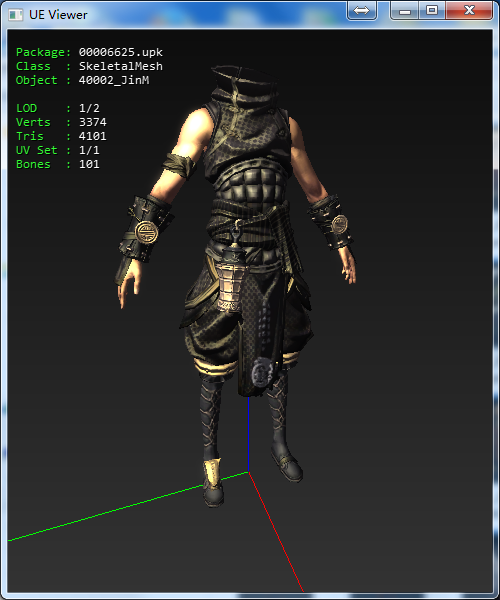 UE Viewer
Package: 00006625.upk
Class : SkeletalMesh
Object : 40002_JinM
LOD : 1/2
Verts : 3374
Tris : 4101
UV Set : 1/1
Bones : 101